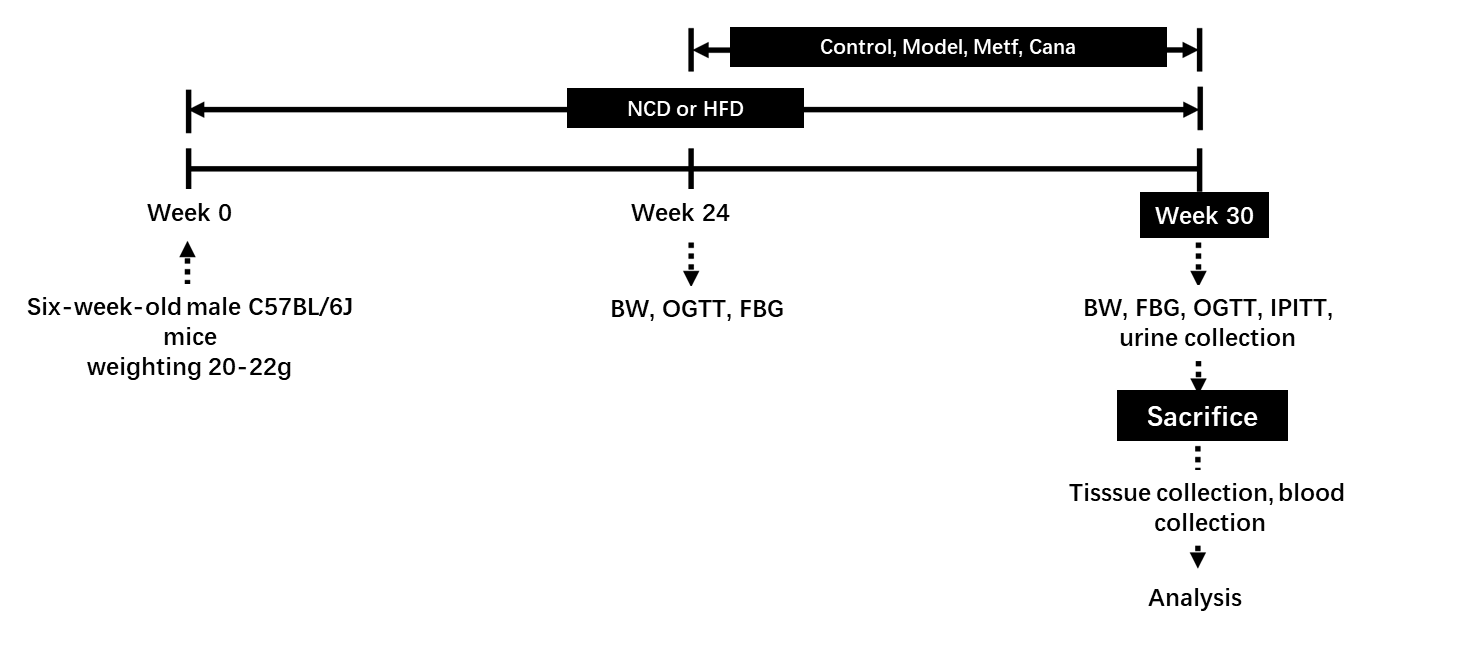 Control, Model, Metf, Cana
NCD or HFD
Week 0
Week 24
Week 30
Six-week-old male C57BL/6J
mice
weighting 20-22g
BW, OGTT, FBG
BW, FBG, OGTT, IPITT,
urine collection
Sacrifice
Tisssue collection, blood
collection
Analysis